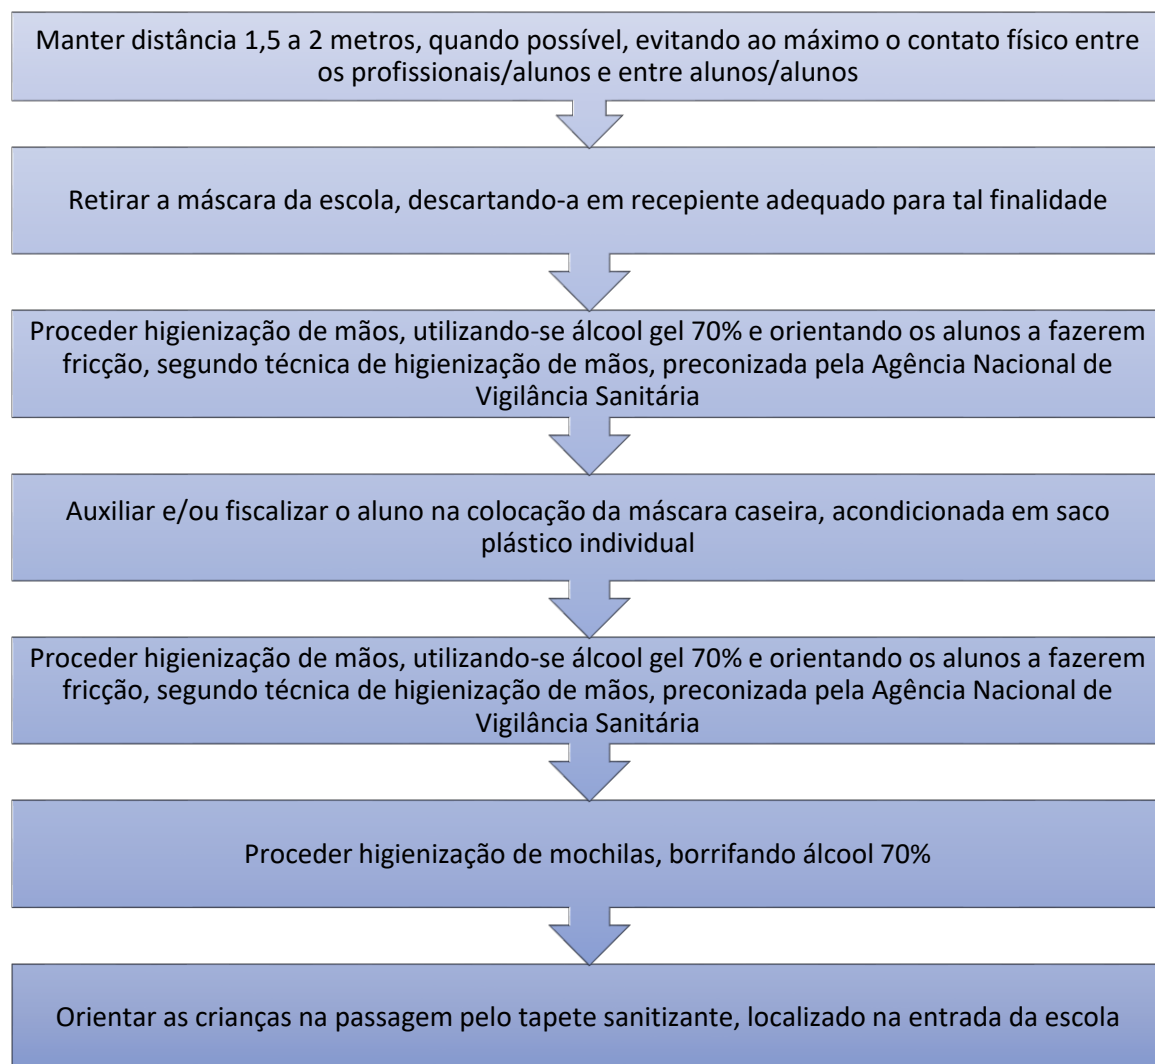 Manter distância 1,5 a 2 metros, quando possível, evitando ao máximo o contato físico entre
os profissionais/alunos e entre alunos/alunos
Retirar a máscara da escola, descartando-a em recepiente adequado para tal finalidade
Proceder higienização de mãos, utilizando-se álcool gel 70% e orientando os alunos a fazerem
fricção, segundo técnica de higienização de mãos, preconizada pela Agência Nacional de
Vigilância Sanitária
Auxiliar e/ou fiscalizar o aluno na colocação da máscara caseira, acondicionada em saco
plástico individual
Proceder higienização de mãos, utilizando-se álcool gel 70% e orientando os alunos a fazerem
fricção, segundo técnica de higienização de mãos, preconizada pela Agência Nacional de
Vigilância Sanitária
Proceder higienização de mochilas, borrifando álcool 70%
Orientar as crianças na passagem pelo tapete sanitizante, localizado na entrada da escola